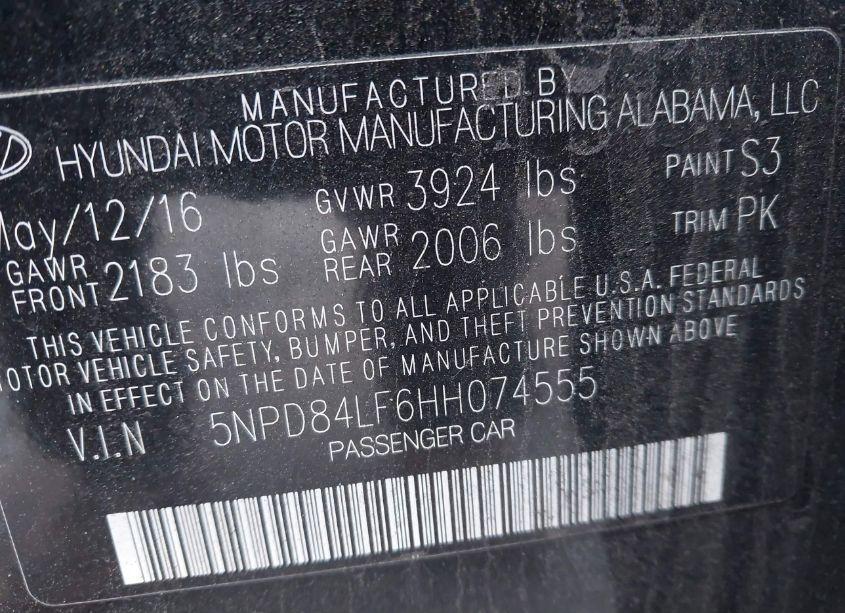 MANUFACTURED BY
HYUNDAI MOTOR MANUFACTURING ALABAMA, LLC
May/12/16 GVWR 3924 lbs PAINT S3
GAWR FRONT 2183 lbs GAWR REAR 2006 lbs TRIM PK
THIS VEHICLE CONFORMS TO ALL APPLICABLE U.S.A. FEDERAL
MOTOR VEHICLE SAFETY, BUMPER, AND THEFT PREVENTION STANDARDS
IN EFFECT ON THE DATE OF MANUFACTURE SHOWN ABOVE
V.I.N 5NPD84LF6HH074555
PASSENGER CAR